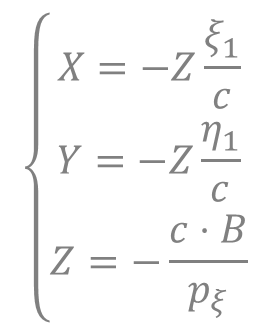 X = −Z ξ₁/c
Y = −Z η₁/c
Z = − c · B/p_ξ